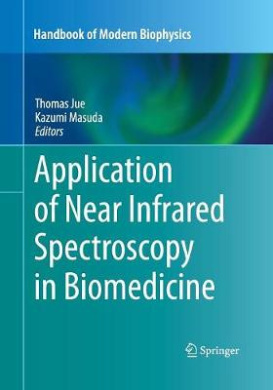 Handbook of Modern Biophysics
Thomas Jue
Kazumi Masuda
Editors
Application
of Near Infrared
Spectroscopy
in Biomedicine
Springer